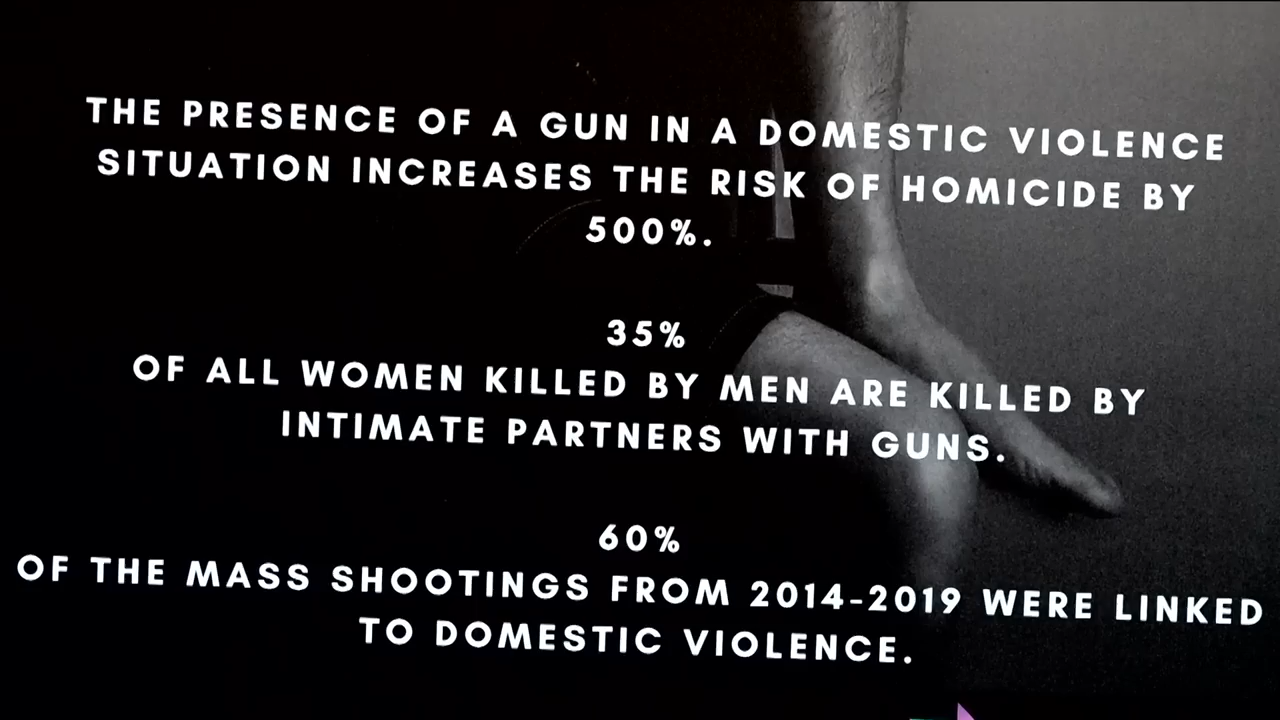 THE PRESENCE OF A GUN IN A DOMESTIC VIOLENCE
SITUATION INCREASES THE RISK OF HOMICIDE BY
500%.
35%
OF ALL WOMEN KILLED BY MEN ARE KILLED BY
INTIMATE PARTNERS WITH GUNS.
60%
OF THE MASS SHOOTINGS FROM 2014-2019 WERE LINKED
TO DOMESTIC VIOLENCE.